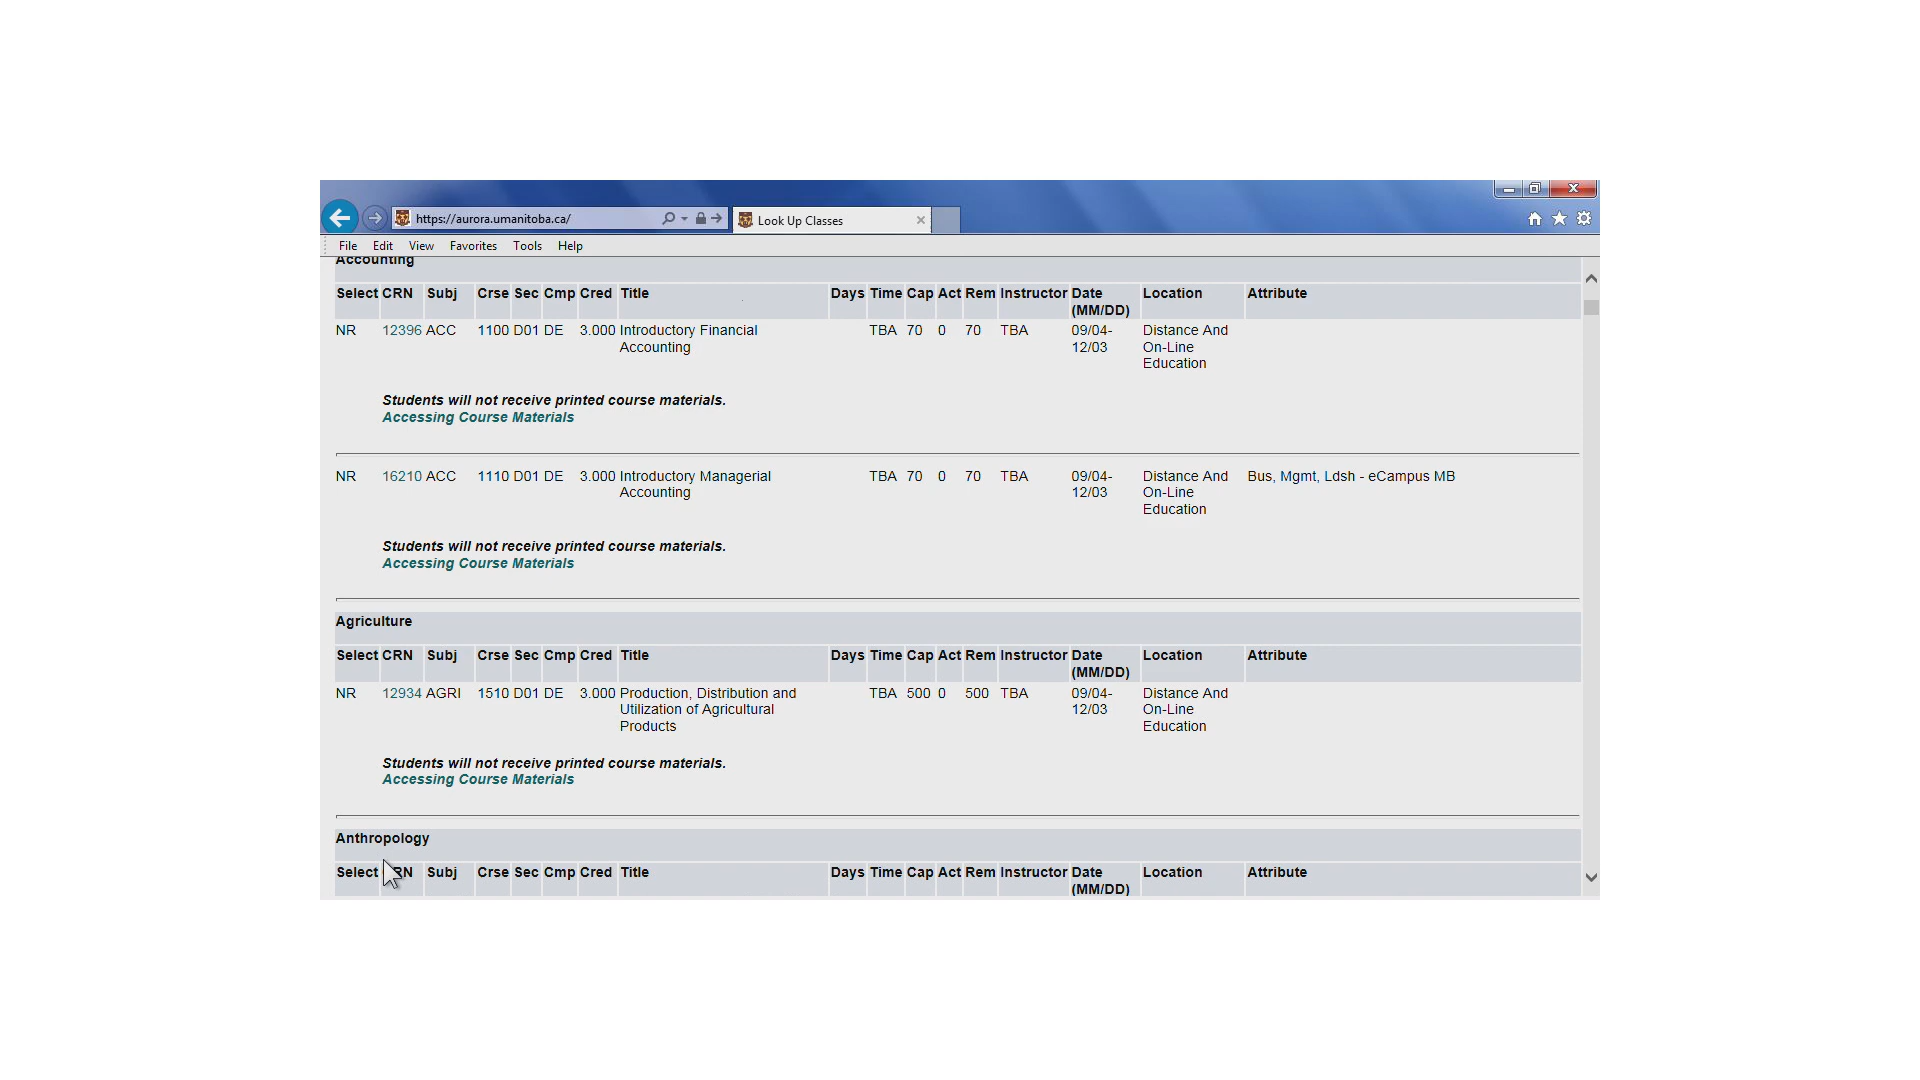 https://aurora.umanitoba.ca/ Look Up Classes
File Edit View Favorites Tools Help
Accounting
Select CRN Subj Crse Sec Cmp Cred Title Days Time Cap Act Rem Instructor Date (MM/DD) Location Attribute
NR 12396 ACC 1100 D01 DE 3.000 Introductory Financial TBA 70 0 70 TBA 09/04- Distance And
Accounting 12/03 On-Line
Education
Students will not receive printed course materials.
Accessing Course Materials
NR 16210 ACC 1110 D01 DE 3.000 Introductory Managerial TBA 70 0 70 TBA 09/04- Distance And Bus, Mgmt, Ldsh - eCampus MB
Accounting 12/03 On-Line
Education
Students will not receive printed course materials.
Accessing Course Materials
Agriculture
Select CRN Subj Crse Sec Cmp Cred Title Days Time Cap Act Rem Instructor Date Location Attribute
(MM/DD)
NR 12934 AGRI 1510 D01 DE 3.000 Production, Distribution and TBA 500 0 500 TBA 09/04- Distance And
Utilization of Agricultural 12/03 On-Line
Products Education
Students will not receive printed course materials.
Accessing Course Materials
Anthropology
Select CRN Subj Crse Sec Cmp Cred Title Days Time Cap Act Rem Instructor Date Location Attribute
(MM/DD)